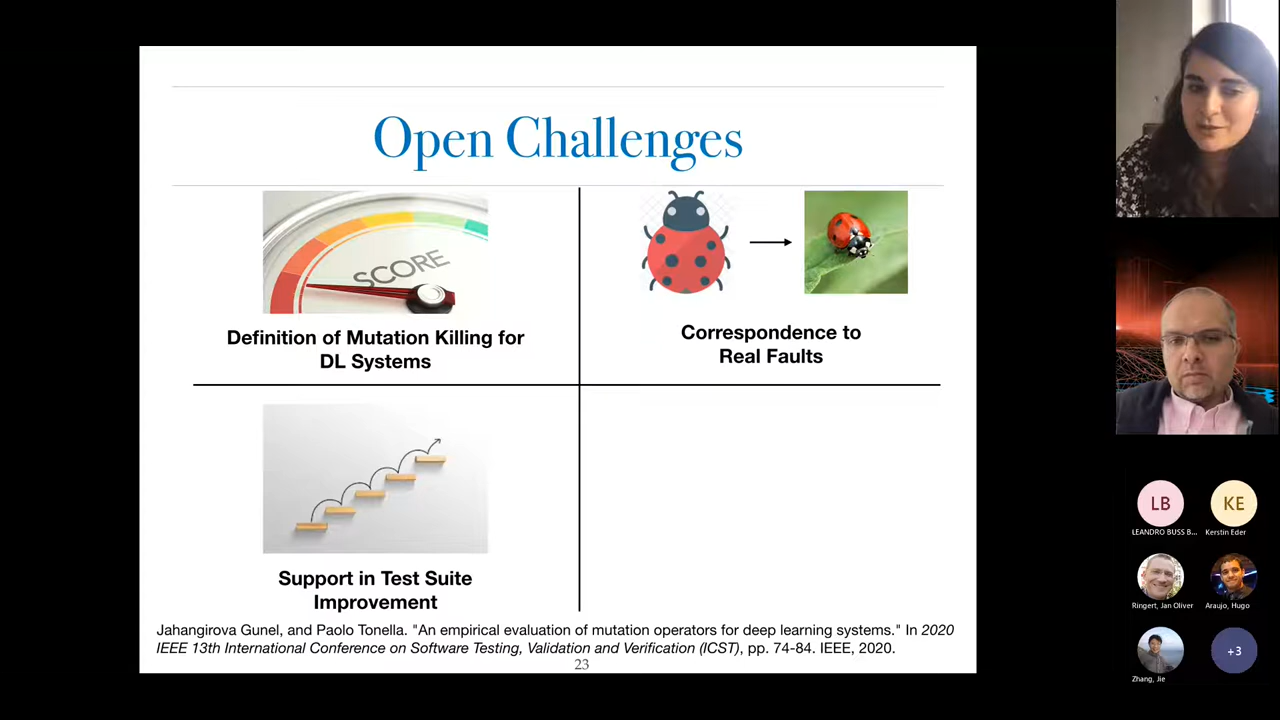 Open Challenges
SCORE
Definition of Mutation Killing for
DL Systems
Correspondence to
Real Faults
Support in Test Suite
Improvement
Jahangirova Gunel, and Paolo Tonella. "An empirical evaluation of mutation operators for deep learning systems." In 2020
IEEE 13th International Conference on Software Testing, Validation and Verification (ICST), pp. 74-84. IEEE, 2020.
23
LB
KE
LEANDRO BUSS B...
Kerstin Eder
Ringert, Jan Oliver
Araujo, Hugo
Zhang, Jie
+3